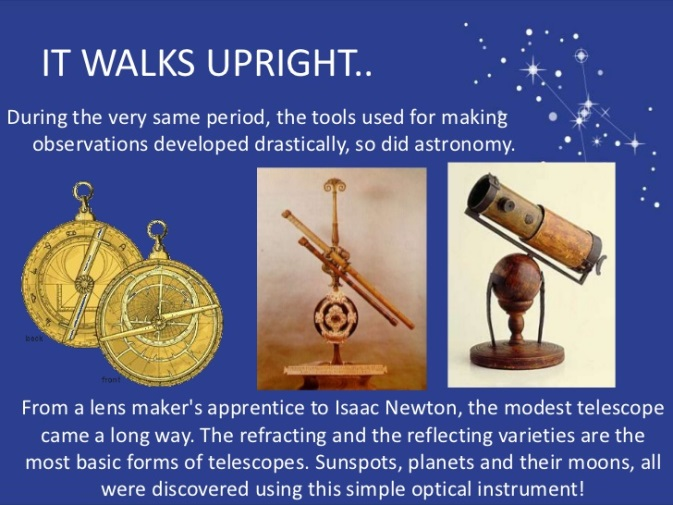 IT WALKS UPRIGHT..
During the very same period, the tools used for making
observations developed drastically, so did astronomy.
back
front
From a lens maker's apprentice to Isaac Newton, the modest telescope
came a long way. The refracting and the reflecting varieties are the
most basic forms of telescopes. Sunspots, planets and their moons, all
were discovered using this simple optical instrument!